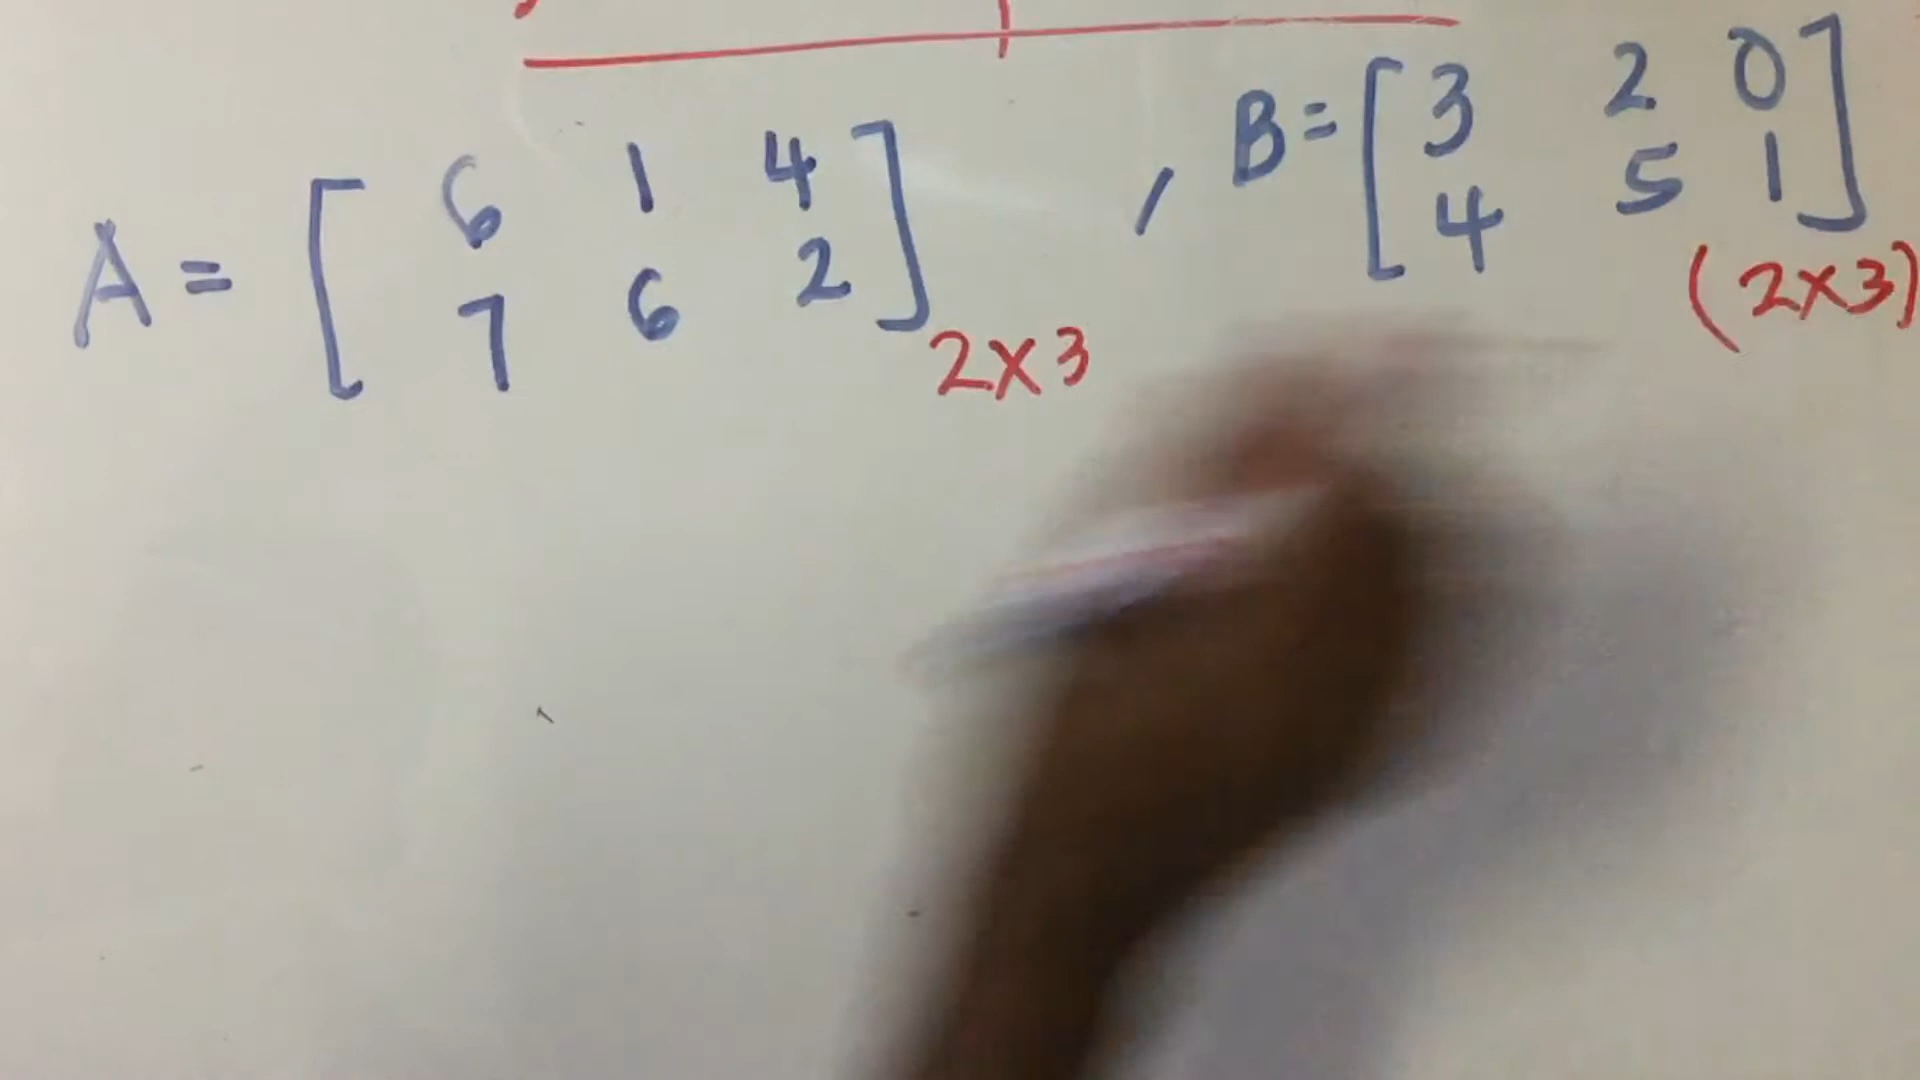 A = [ 6 1 4 ] , B = [ 3 2 0 ]
7 6 2 4 5 1
2x3 (2x3)